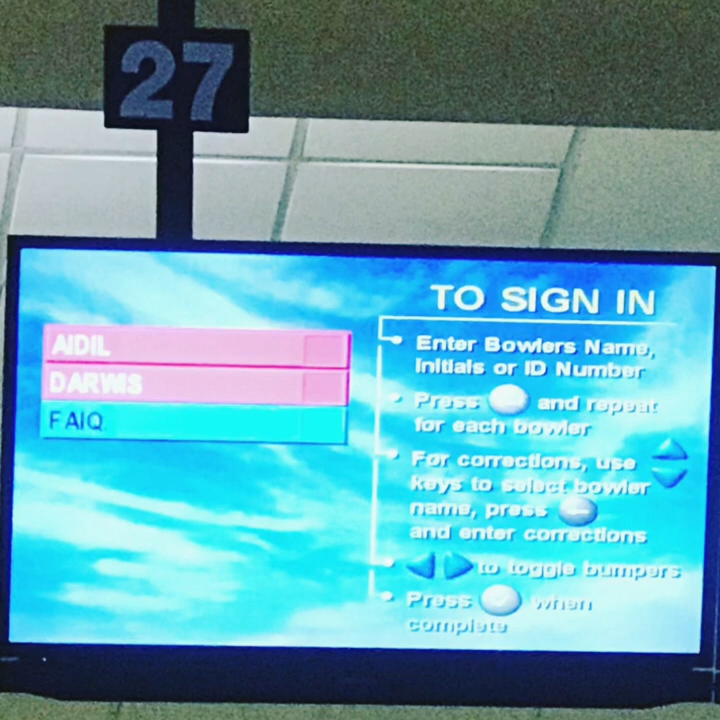 27
TO SIGN IN
AIDIL
DARWIS
FAIQ
Enter Bowlers Name,
Initials or ID Number
Press and repeat
for each bowler
For corrections, use
keys to select bowler
name, press
and enter corrections
to toggle bumpers
Press when
complete